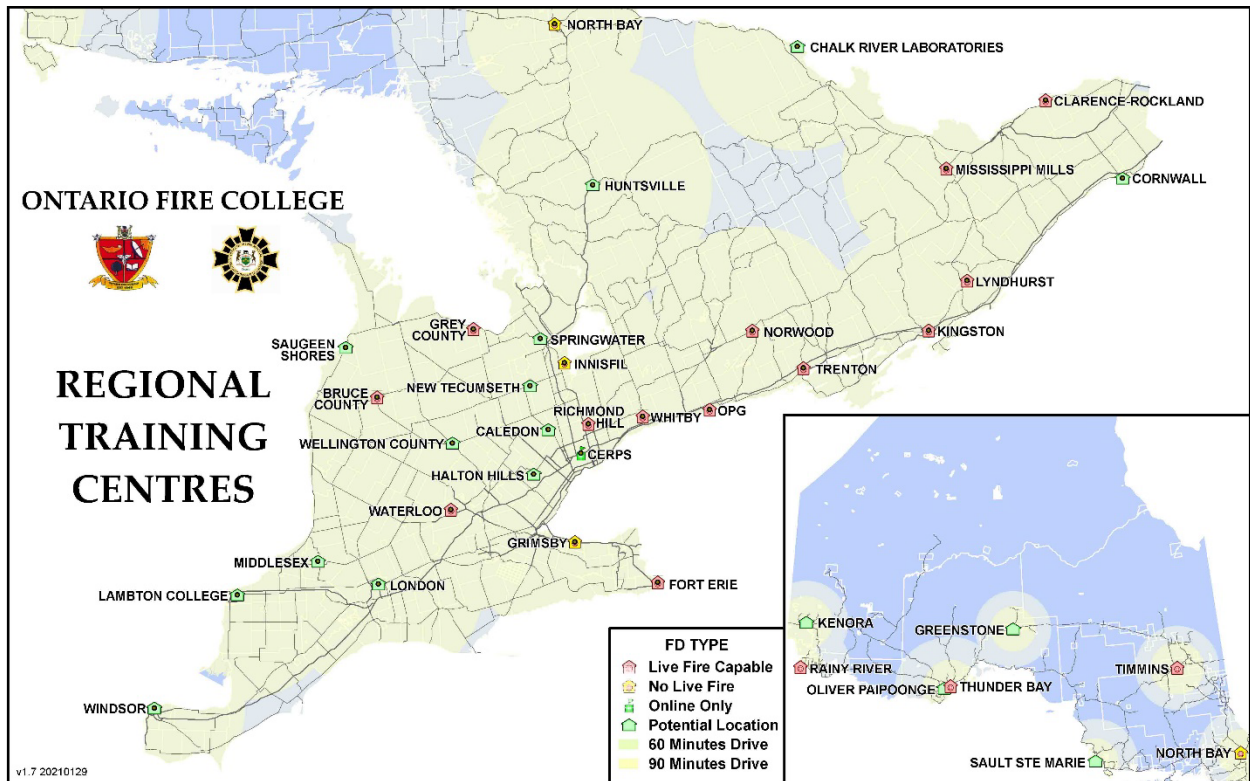 NORTH BAY
CHALK RIVER LABORATORIES
CLARENCE-ROCKLAND
MISSISSIPPI MILLS
CORNWALL
HUNTSVILLE
ONTARIO FIRE COLLEGE
LYNDHURST
GREY
COUNTY
SPRINGWATER
NORWOOD
KINGSTON
SAUGEEN
SHORES
INNISFIL
TRENTON
REGIONAL
TRAINING
CENTRES
BRUCE
COUNTY
NEW TECUMSETH
RICHMOND
HILL
WHITBY
OPG
WELLINGTON COUNTY
CALEDON
CERPS
HALTON HILLS
WATERLOO
GRIMSBY
MIDDLESEX
LONDON
FORT ERIE
LAMBTON COLLEGE
WINDSOR
FD TYPE
Live Fire Capable
No Live Fire
Online Only
Potential Location
60 Minutes Drive
90 Minutes Drive
KENORA
GREENSTONE
RAINY RIVER
TIMMINS
OLIVER PAIPOONGE
THUNDER BAY
SAULT STE MARIE
NORTH BAY
v1.7 20210129